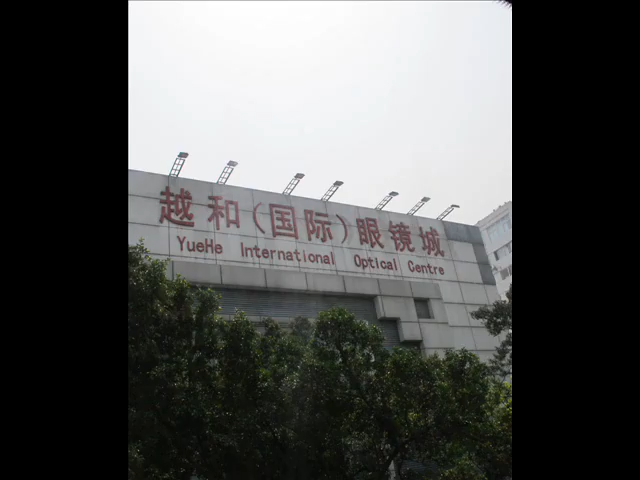 越和(国际)眼镜城
YueHe International Optical Centre